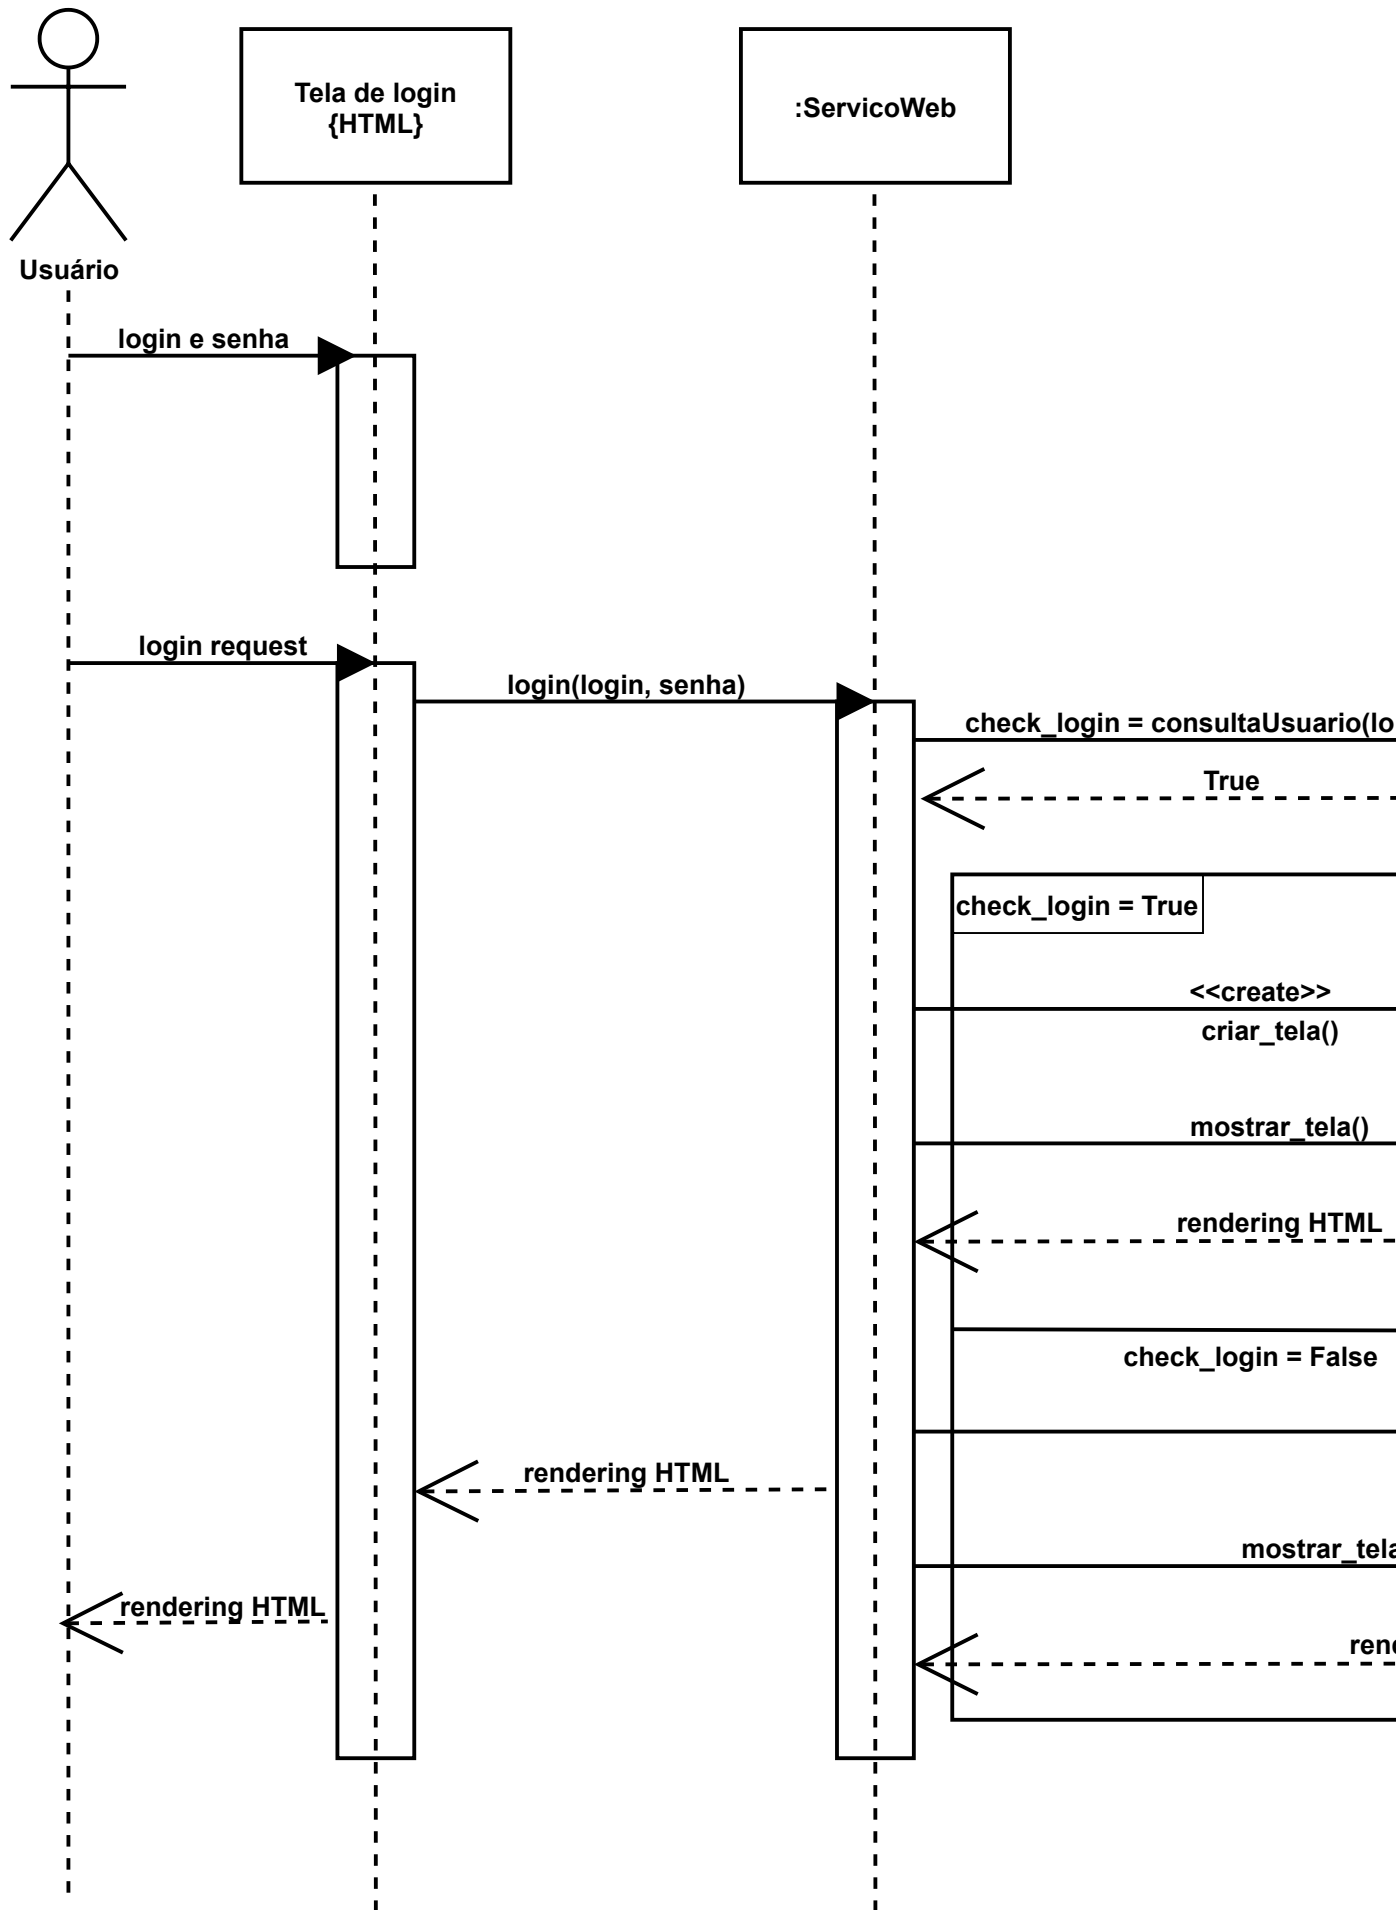 Tela de login
{HTML}
:ServicoWeb
Usuário
login e senha
login request
login(login, senha)
check_login = consultaUsuario(lo
True
check_login = True
<<create>>
criar_tela()
mostrar_tela()
rendering HTML
check_login = False
rendering HTML
mostrar_tela
rendering HTML